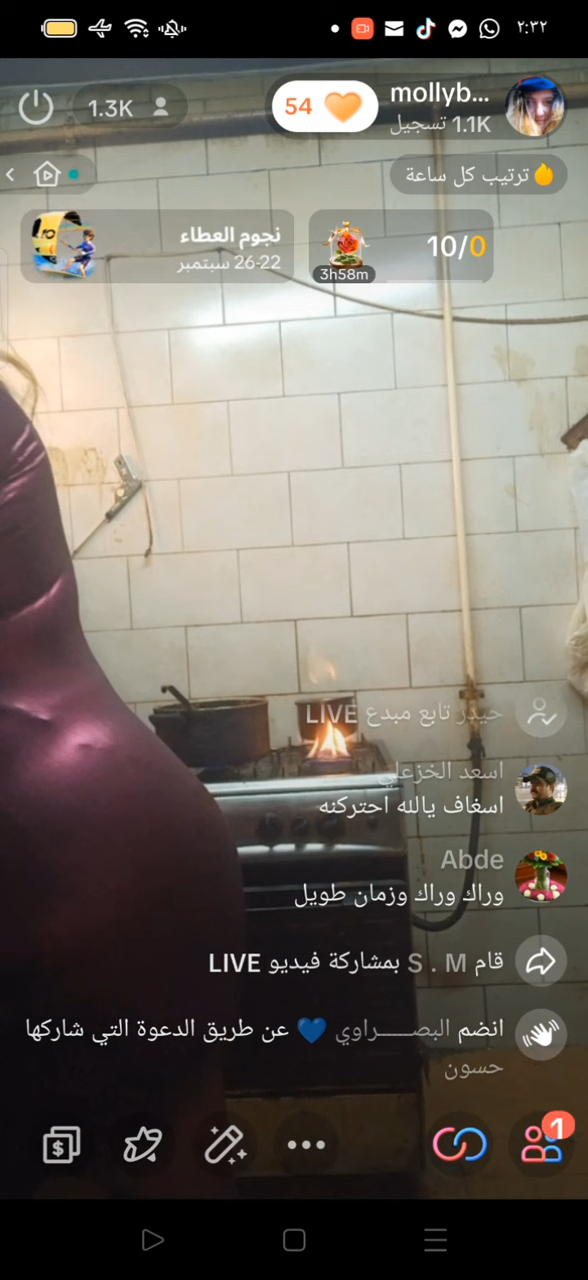 ٢:٣٢
mollyb...
1.1K تسجيل
54
1.3K
ترتيب كل ساعة
نجوم العطاء
26-22 سبتمبر
10/0
3h58m
حيدر تابع مبدع LIVE
اسعد الخزعلي
اسغاف يالله احتركنه
Abde
وراك وراك وزمان طويل
قام S . M بمشاركة فيديو LIVE
انضم البصـــــراوي 💙 عن طريق الدعوة التي شاركها
حسون
1